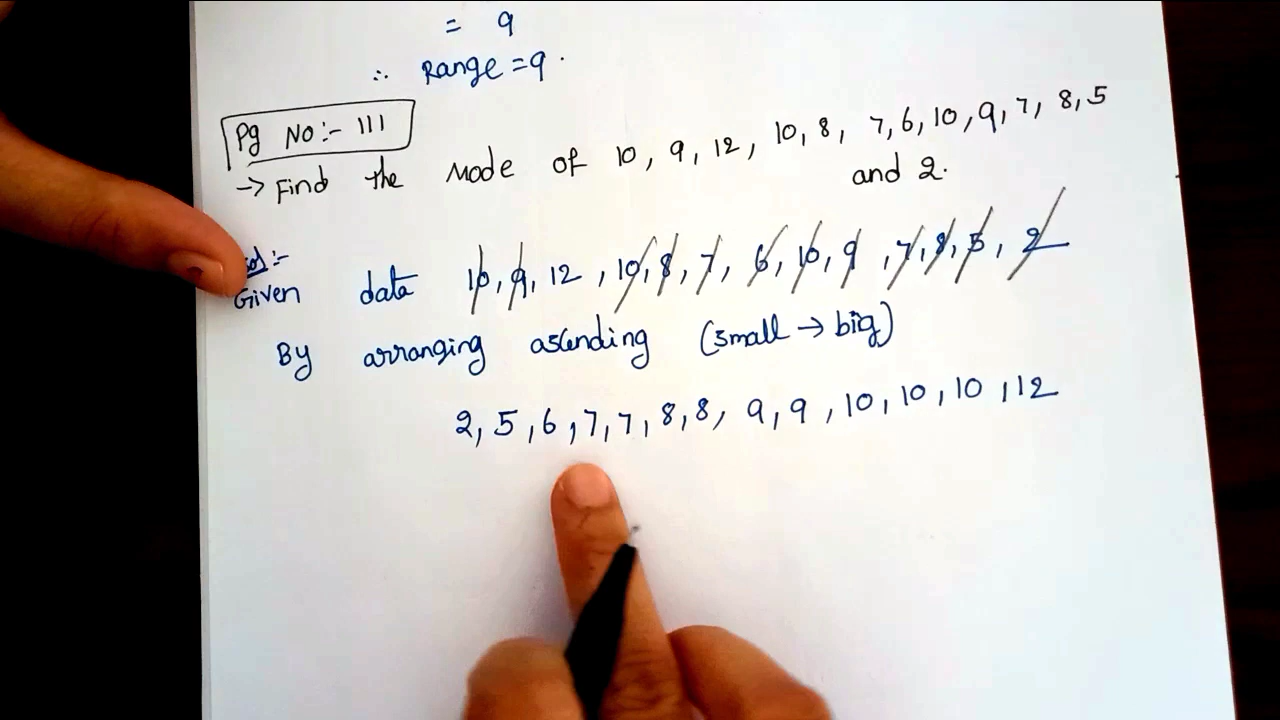 = 9
∴ Range = 9.
Pg No:- 111
→ Find the Mode of 10, 9, 12, 10, 8, 7, 6, 10, 9, 7, 8, 5
and 2.
Sol:-
Given data 10, 9, 12, 10, 8, 7, 6, 10, 9, 7, 8, 5, 2
By arranging ascending (small → big)
2, 5, 6, 7, 7, 8, 8, 9, 9, 10, 10, 10, 12